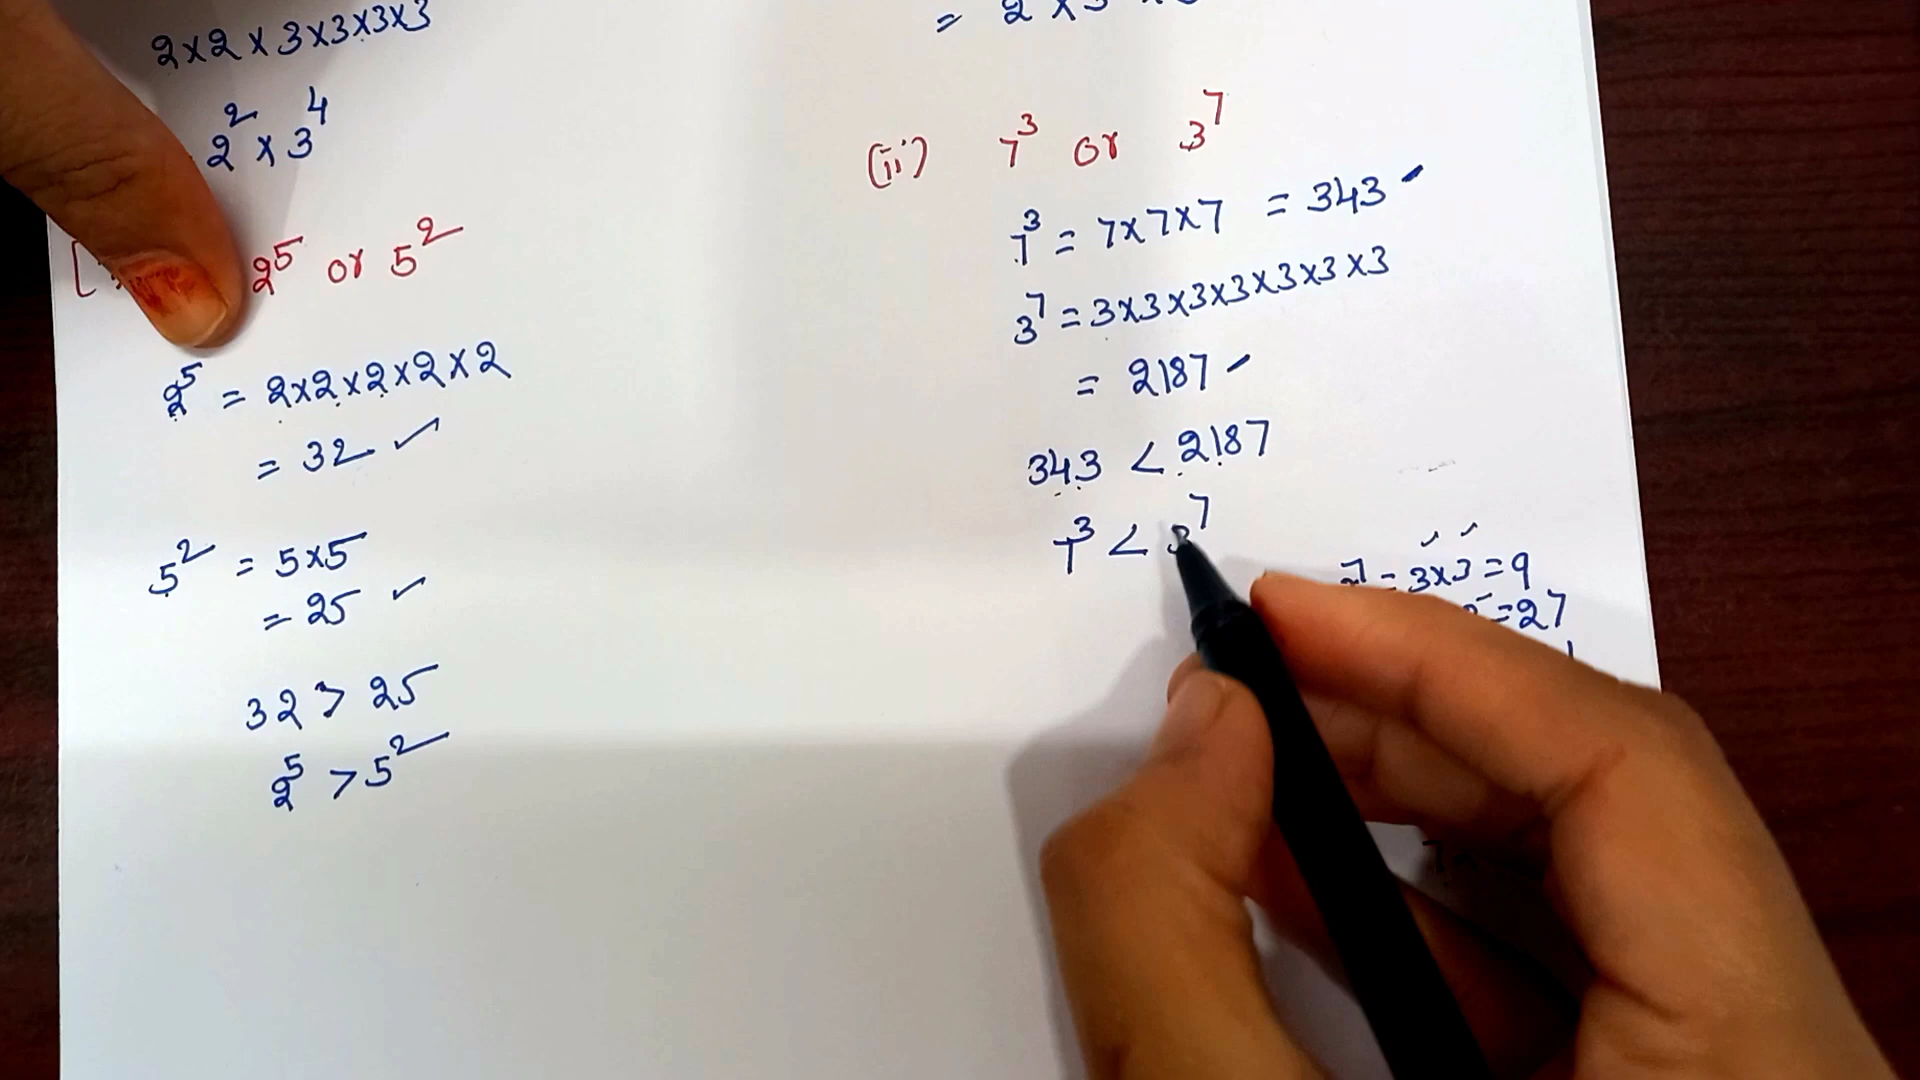 2×2×3×3×3×3
2² × 3⁴
2⁵ or 5²
2⁵ = 2×2×2×2×2
= 32 ✓
5² = 5×5
= 25 ✓
32 > 25
2⁵ > 5²
(ii) 7³ or 3⁷
7³ = 7×7×7 = 343
3⁷ = 3×3×3×3×3×3×3
= 2187
343 < 2187
7³ < 3⁷
= 3×3 = 9
= 27